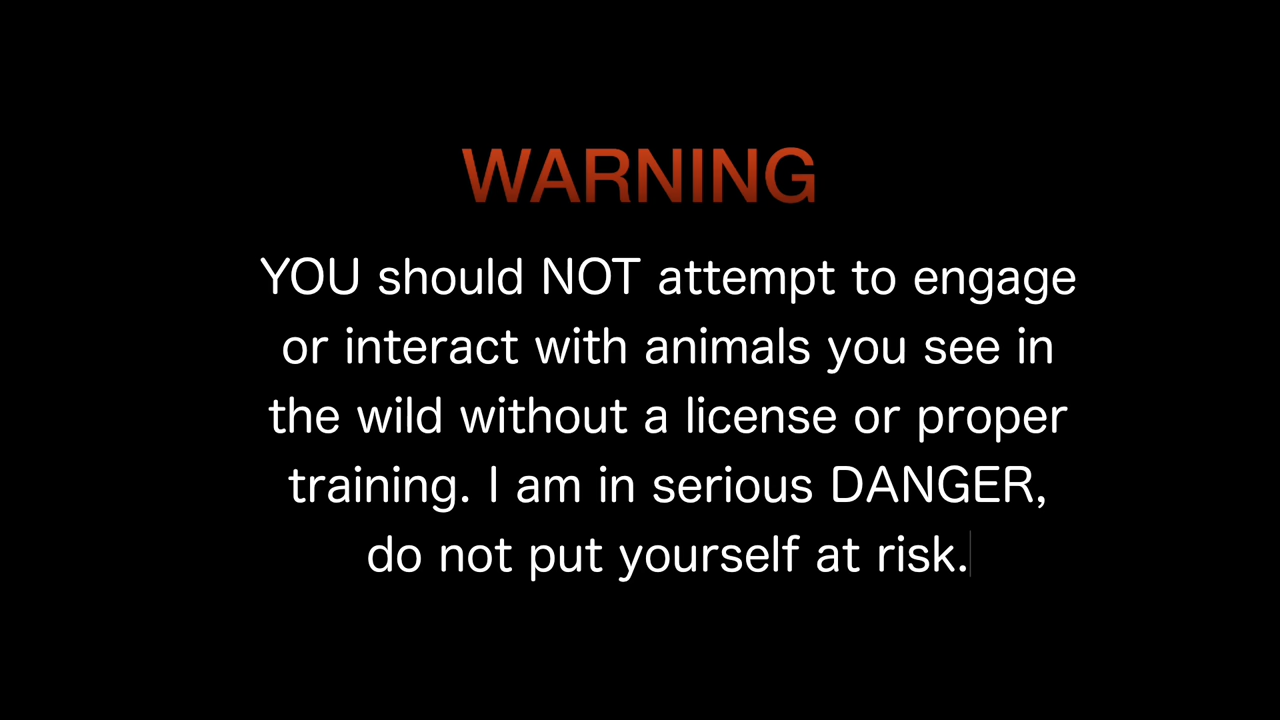 WARNING
YOU should NOT attempt to engage
or interact with animals you see in
the wild without a license or proper
training. I am in serious DANGER,
do not put yourself at risk.